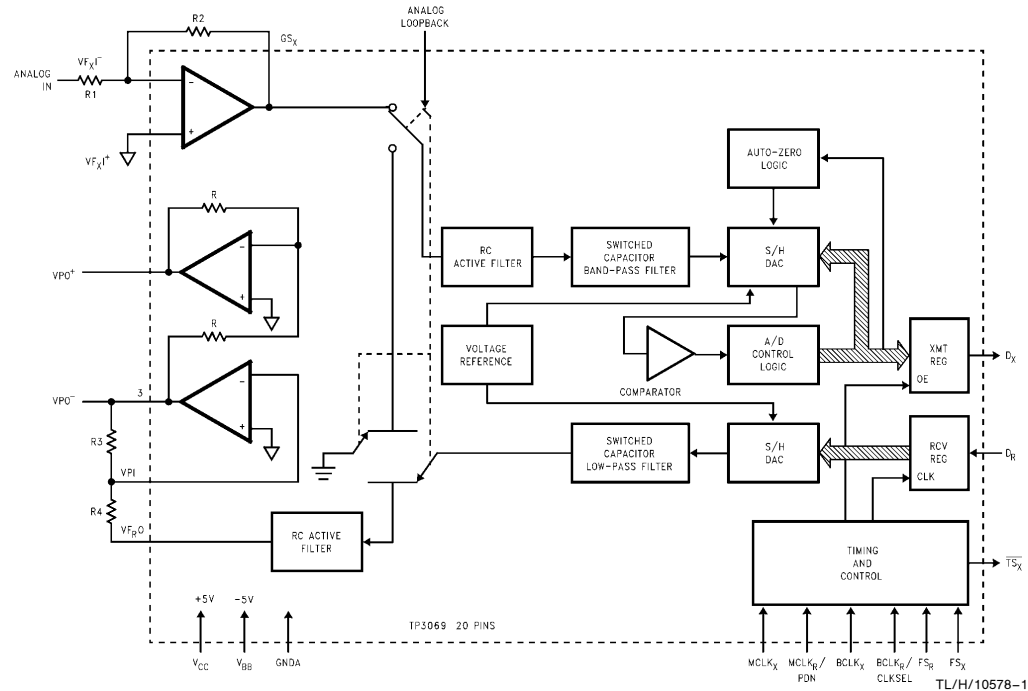 R2
GSX
ANALOG
LOOPBACK
VFXI-
ANALOG
IN
R1
-
+
VFXI+
AUTO-ZERO
LOGIC
R
-
+
VPO+
RC
ACTIVE FILTER
SWITCHED
CAPACITOR
BAND-PASS FILTER
S/H
DAC
R
VOLTAGE
REFERENCE
COMPARATOR
A/D
CONTROL
LOGIC
XMT
REG
OE
DX
VPO-
3
-
+
R3
VPI
R4
VFRO
SWITCHED
CAPACITOR
LOW-PASS FILTER
S/H
DAC
RCV
REG
CLK
DR
RC ACTIVE
FILTER
TIMING
AND
CONTROL
TSX
+5V
-5V
TP3069 20 PINS
VCC
VBB
GNDA
MCLKX
MCLKR/
PDN
BCLKX
BCLKR/
CLKSEL
FSR
FSX
TL/H/10578-1